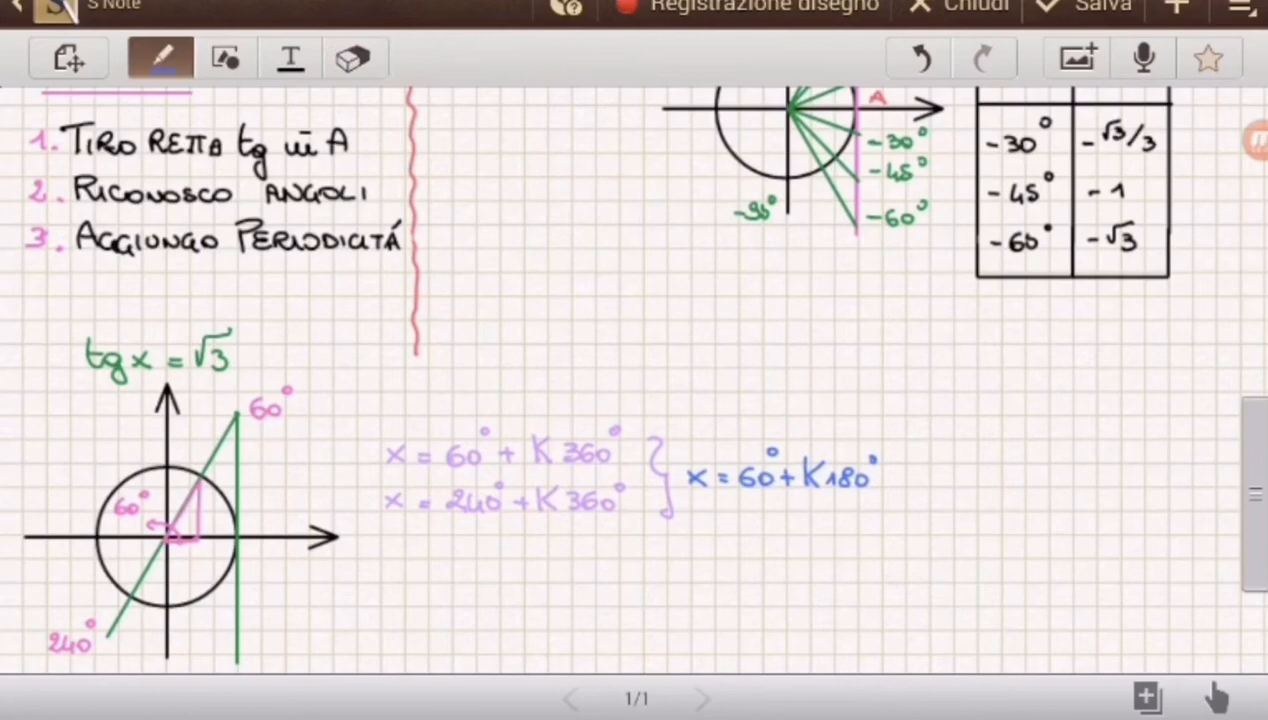 S Note
Registrazione disegno
Chiudi
Salva
T
1. TIRO RETTA tg in A
2. RICONOSCO ANGOLI
3. AGGIUNGO PERIODICITÁ
A
-30°
-45°
-60°
-90°
-30° -√3/3
-45° -1
-60° -√3
tg x = √3
60°
60°
240°
x = 60° + K 360°
x = 240° + K 360°
x = 60° + K 180°
1/1